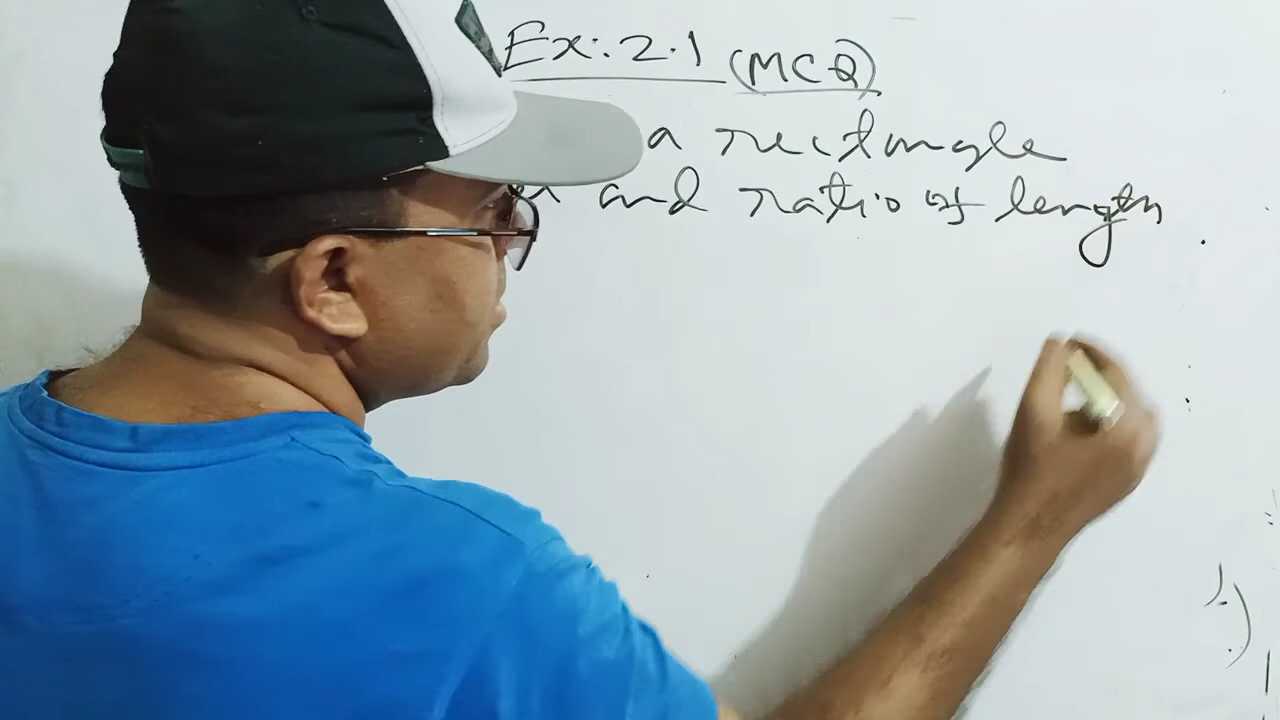 Ex:.2.1 (MCQ)
a rectangle
and ratio of length